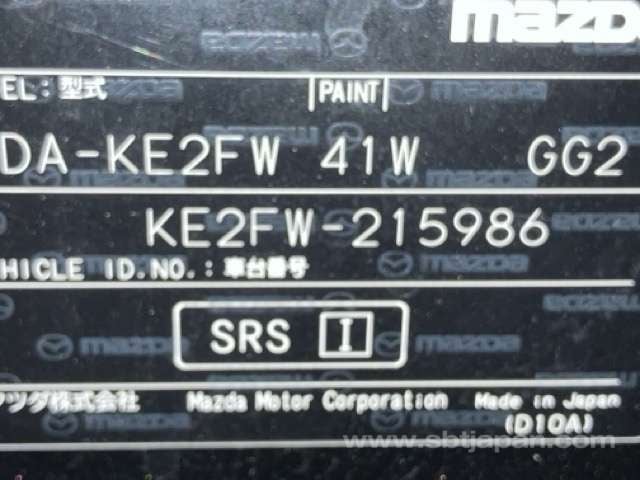 mazda
EL:型式 PAINT
DA-KE2FW 41W GG2
KE2FW-215986
HICLE ID.NO.:車台番号
SRS I
マツダ株式会社 Mazda Motor Corporation Made in Japan
(D10A)
www.sbtjapan.com